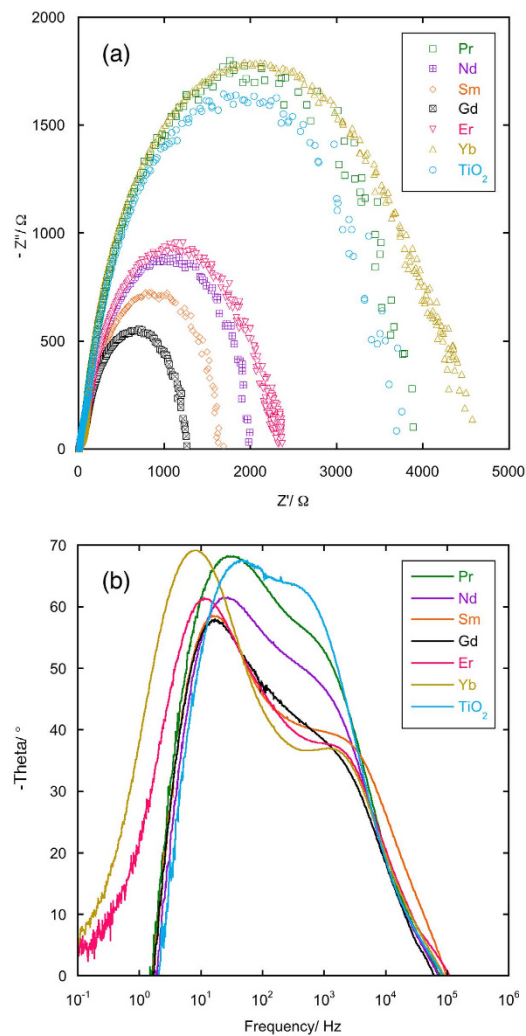 (a)
Pr
Nd
Sm
Gd
Er
Yb
TiO₂
2000
1500
1000
500
0
- Z''/ Ω
0 1000 2000 3000 4000 5000
Z'/ Ω
(b)
Pr
Nd
Sm
Gd
Er
Yb
TiO₂
70
60
50
40
30
20
10
0
-Theta/ °
10⁻¹ 10⁰ 10¹ 10² 10³ 10⁴ 10⁵ 10⁶
Frequency/ Hz